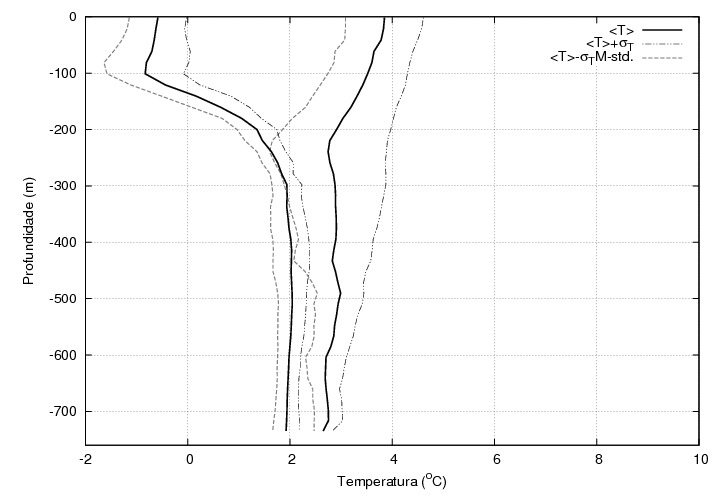 0
-100
-200
-300
-400
-500
-600
-700
Profundidade (m)
<T>
<T>+σT
<T>-σTM-std.
-2 0 2 4 6 8 10
Temperatura (°C)